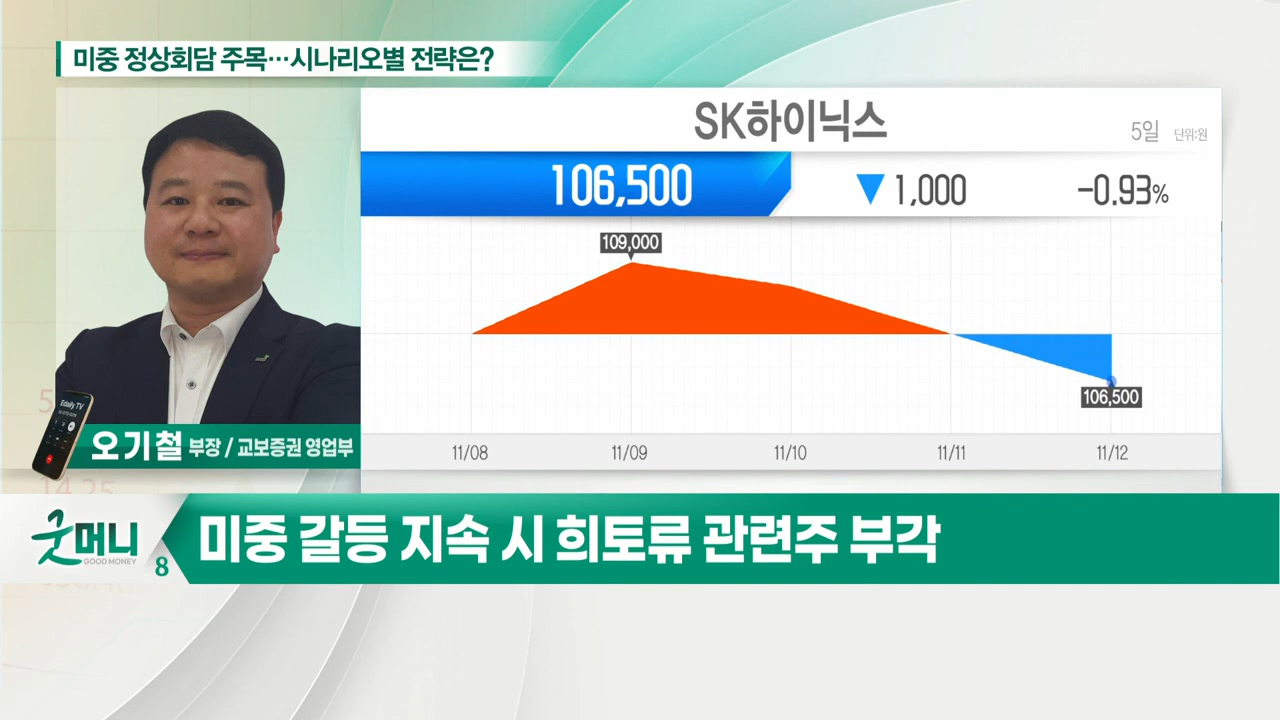 미중 정상회담 주목…시나리오별 전략은?
SK하이닉스
5일 단위:원
106,500 ▼ 1,000 -0.93%
109,000
106,500
11/08 11/09 11/10 11/11 11/12
Edaily TV
오기철 부장 / 교보증권 영업부
14.25
굿머니
GOOD MONEY
8
미중 갈등 지속 시 희토류 관련주 부각